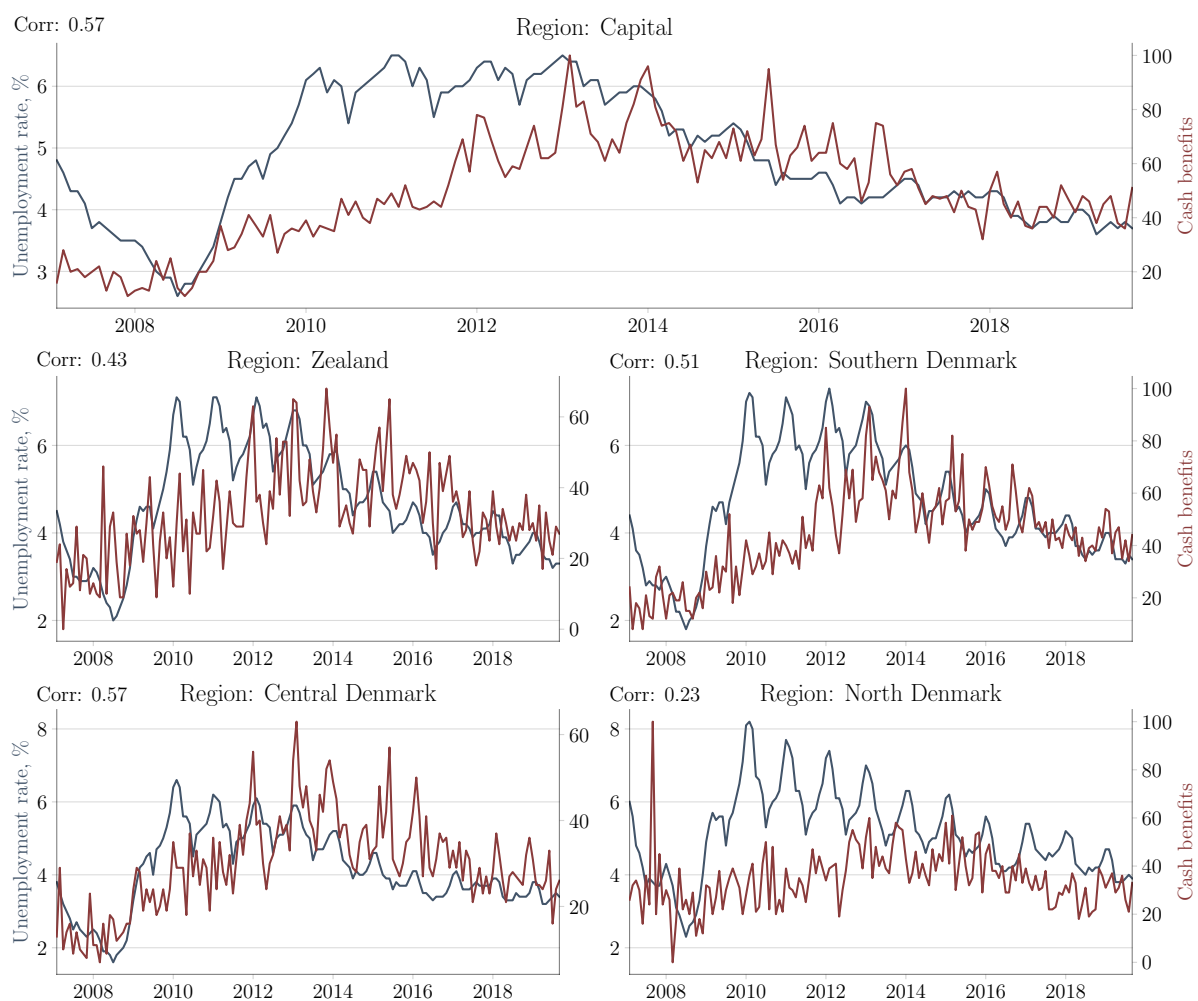 Corr: 0.57
Region: Capital
Unemployment rate, %
6
5
4
3
100
80
60
40
20
Cash benefits
2008 2010 2012 2014 2016 2018
Corr: 0.43
Region: Zealand
Unemployment rate, %
6
4
2
60
40
20
0
2008 2010 2012 2014 2016 2018
Corr: 0.51
Region: Southern Denmark
6
4
2
100
80
60
40
20
Cash benefits
2008 2010 2012 2014 2016 2018
Corr: 0.57
Region: Central Denmark
Unemployment rate, %
8
6
4
2
60
40
20
2008 2010 2012 2014 2016 2018
Corr: 0.23
Region: North Denmark
8
6
4
2
100
80
60
40
20
0
Cash benefits
2008 2010 2012 2014 2016 2018